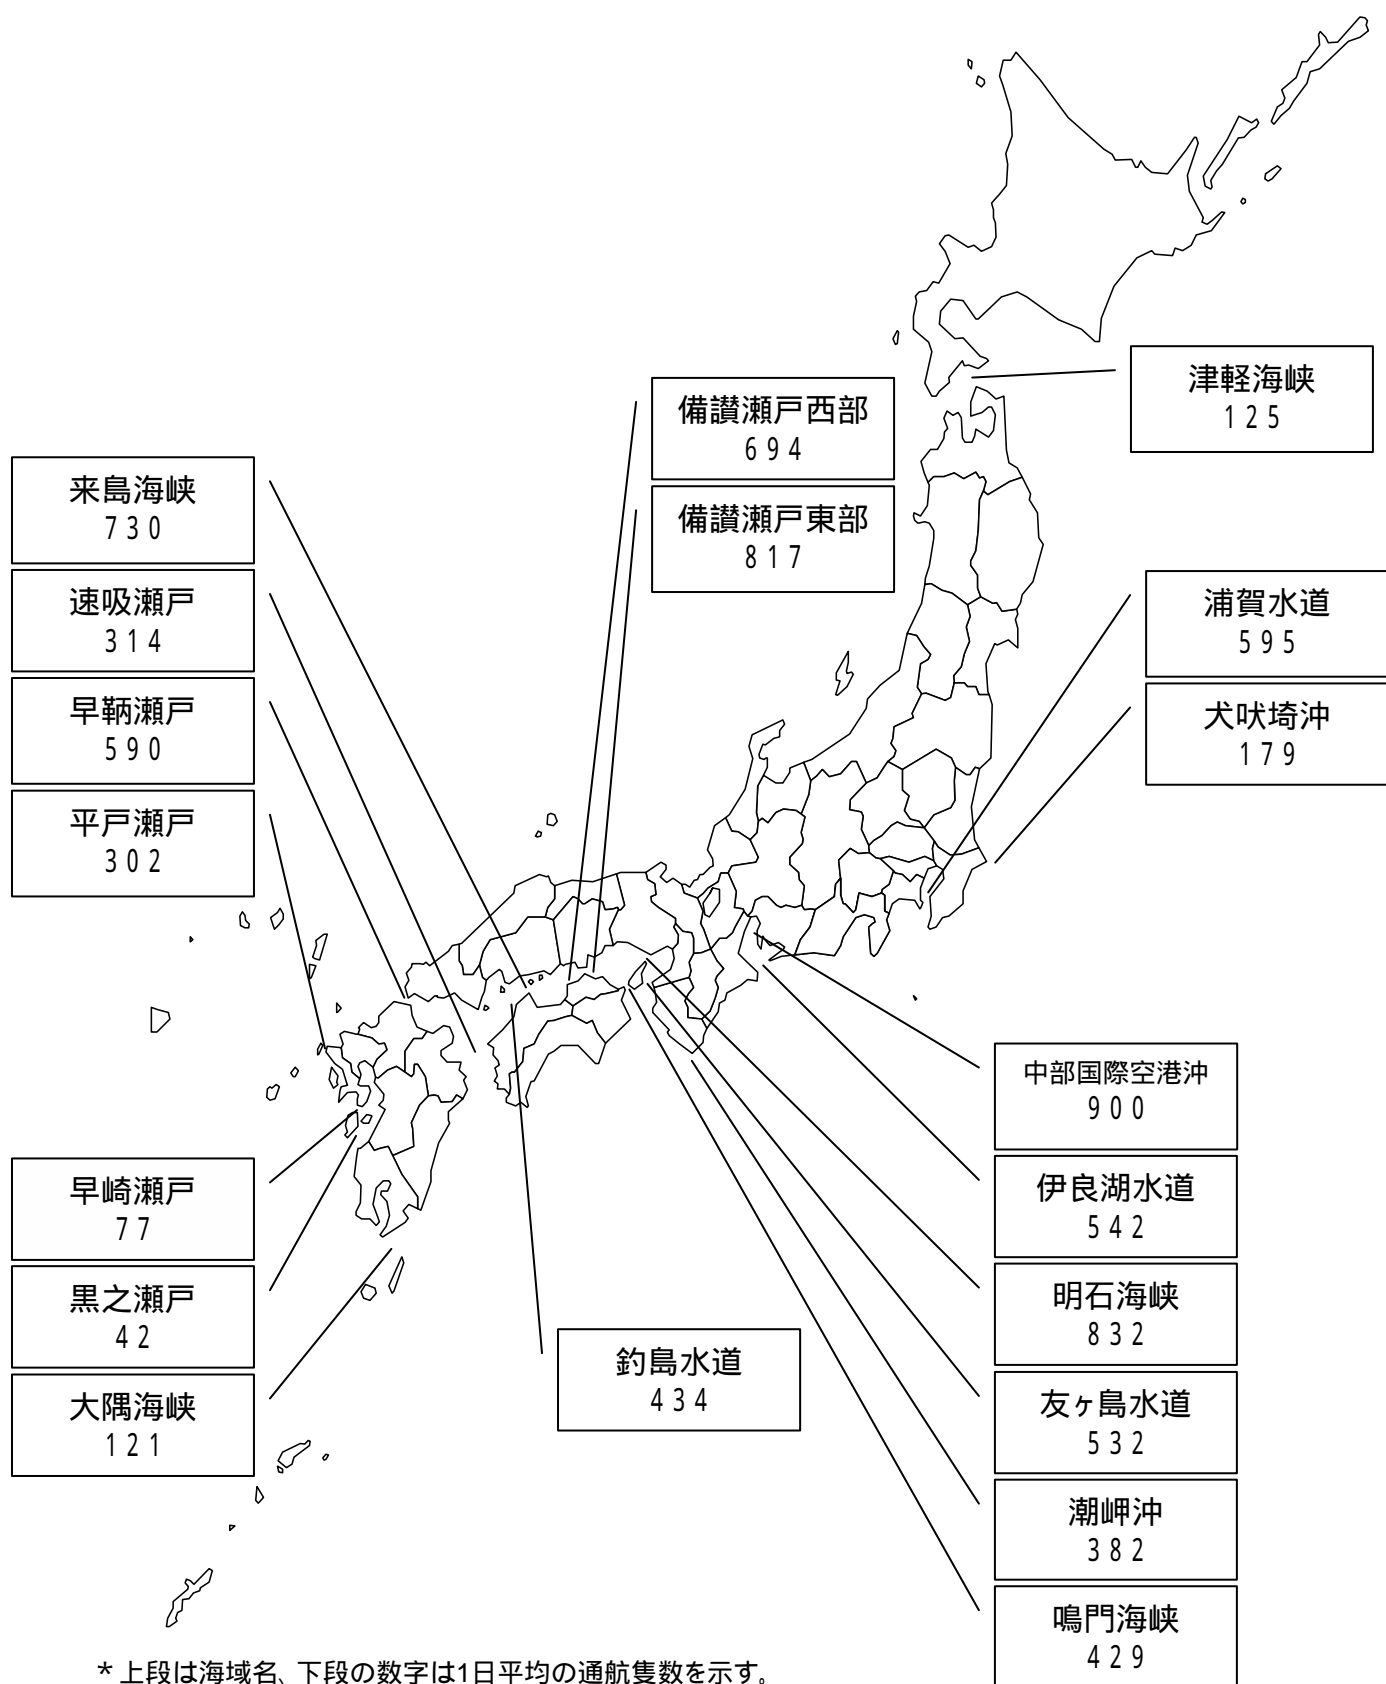 津軽海峡
125
備讃瀬戸西部
694
備讃瀬戸東部
817
来島海峡
730
速吸瀬戸
314
早鞆瀬戸
590
平戸瀬戸
302
浦賀水道
595
犬吠埼沖
179
中部国際空港沖
900
伊良湖水道
542
明石海峡
832
友ヶ島水道
532
潮岬沖
382
鳴門海峡
429
早崎瀬戸
77
黒之瀬戸
42
大隅海峡
121
釣島水道
434
*上段は海域名、下段の数字は1日平均の通航隻数を示す。